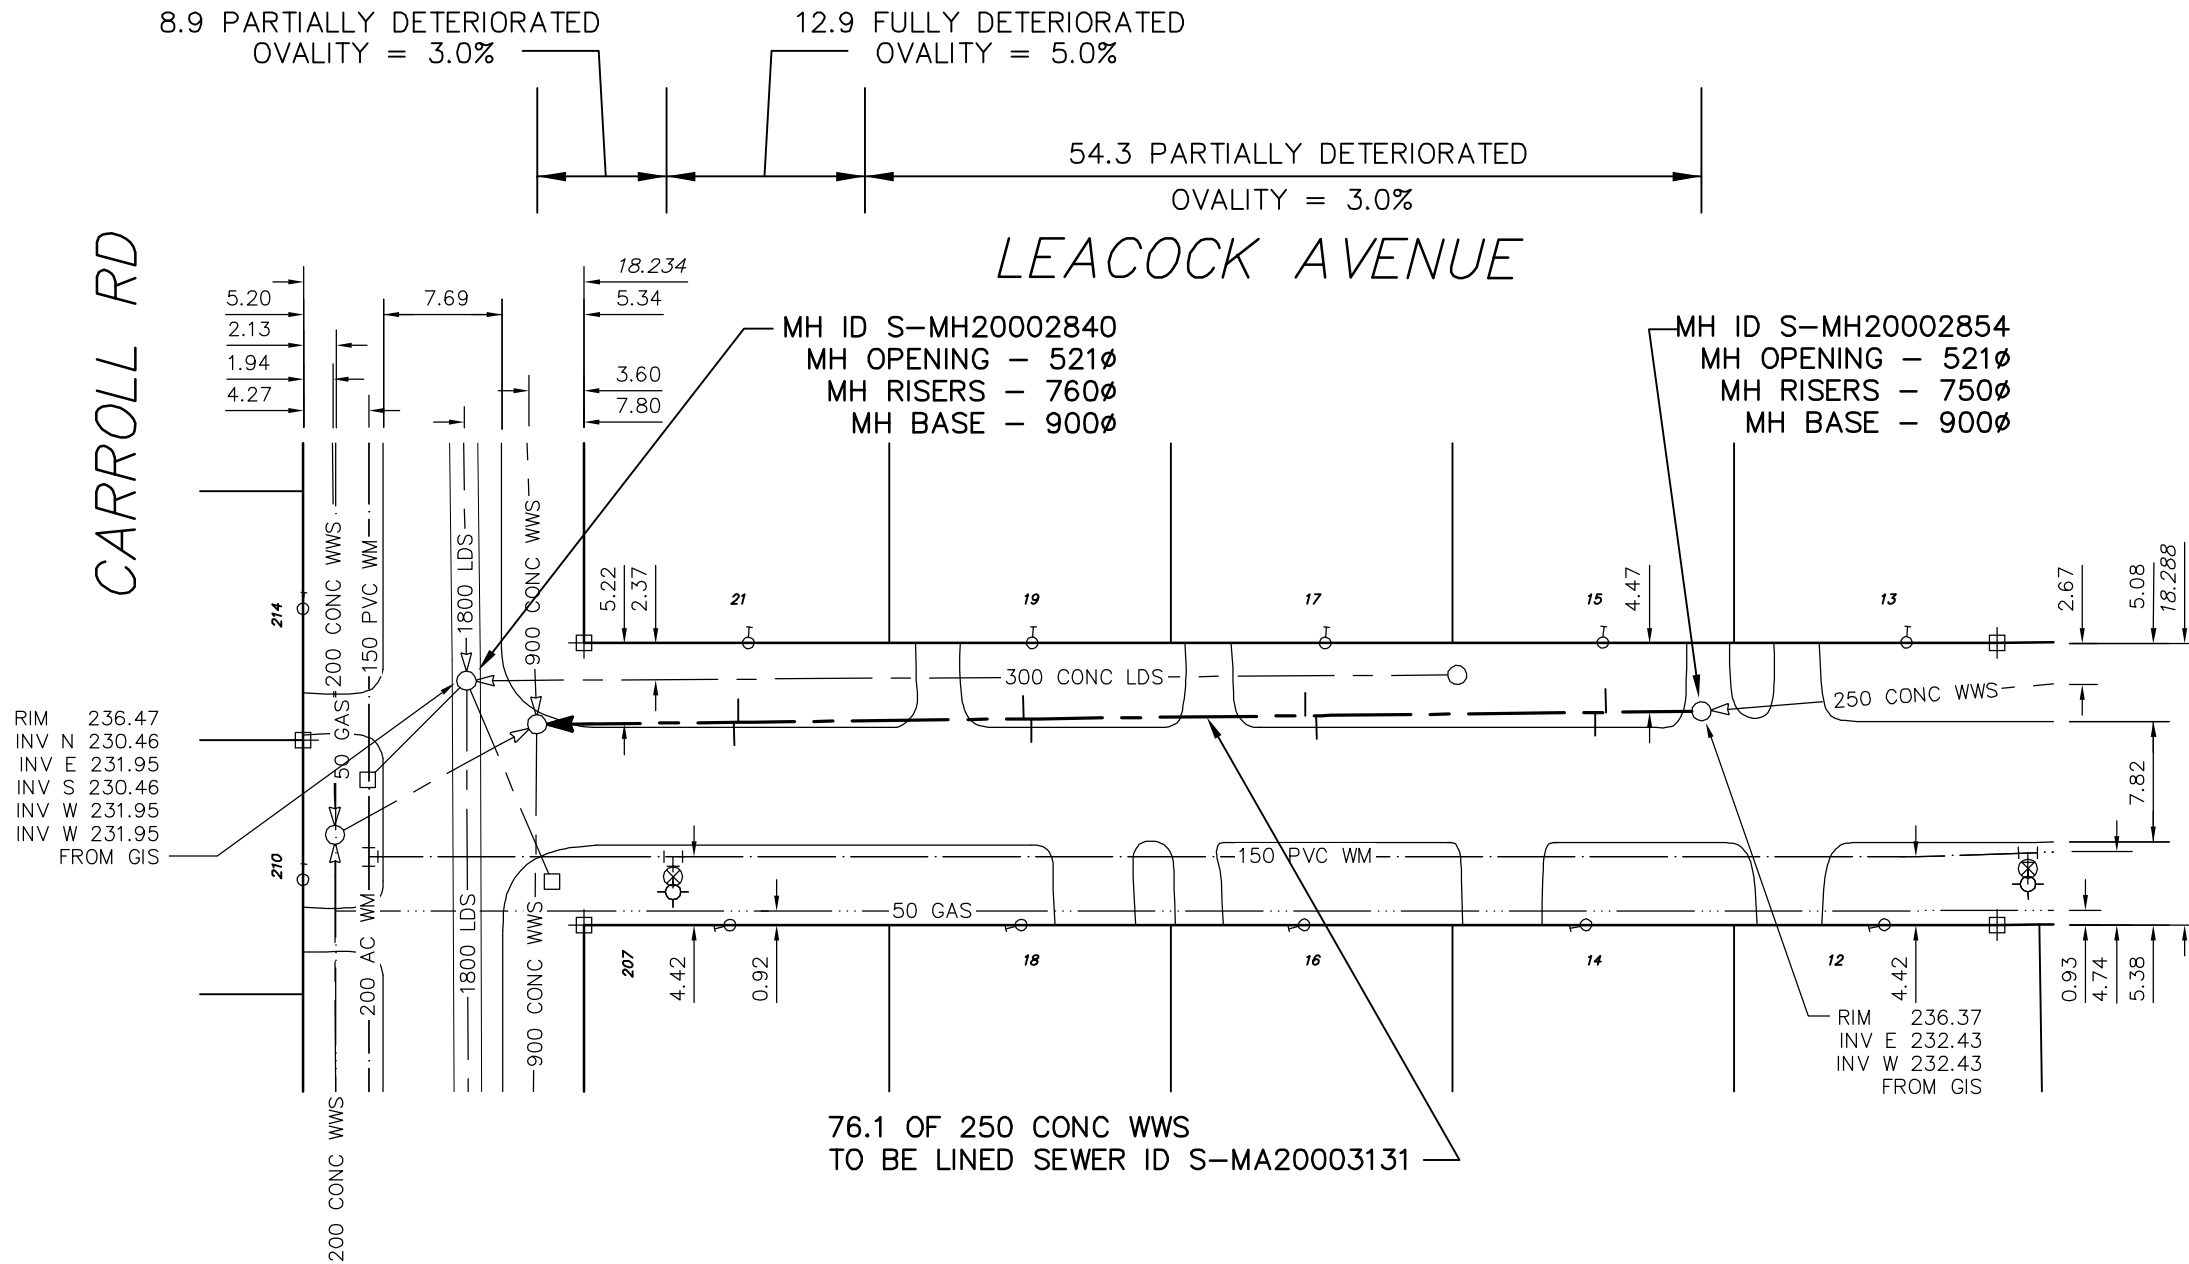 8.9 PARTIALLY DETERIORATED
OVALITY = 3.0%
12.9 FULLY DETERIORATED
OVALITY = 5.0%
54.3 PARTIALLY DETERIORATED
OVALITY = 3.0%
LEACOCK AVENUE
CARROLL RD
5.20
2.13
1.94
4.27
7.69
18.234
5.34
3.60
7.80
MH ID S-MH20002840
MH OPENING - 521ø
MH RISERS - 760ø
MH BASE - 900ø
MH ID S-MH20002854
MH OPENING - 521ø
MH RISERS - 750ø
MH BASE - 900ø
214
200 CONC WWS
150 PVC WM
1800 LDS
900 CONC WWS
5.22
2.37
21
19
17
15
4.47
13
2.67
5.08
18.288
300 CONC LDS
250 CONC WWS
RIM 236.47
INV N 230.46
INV E 231.95
INV S 230.46
INV W 231.95
INV W 231.95
FROM GIS
50 GAS
7.82
210
150 PVC WM
50 GAS
200 AC WM
1800 LDS
900 CONC WWS
207
4.42
0.92
18
16
14
12
4.42
0.93
4.74
5.38
RIM 236.37
INV E 232.43
INV W 232.43
FROM GIS
76.1 OF 250 CONC WWS
TO BE LINED SEWER ID S-MA20003131
200 CONC WWS